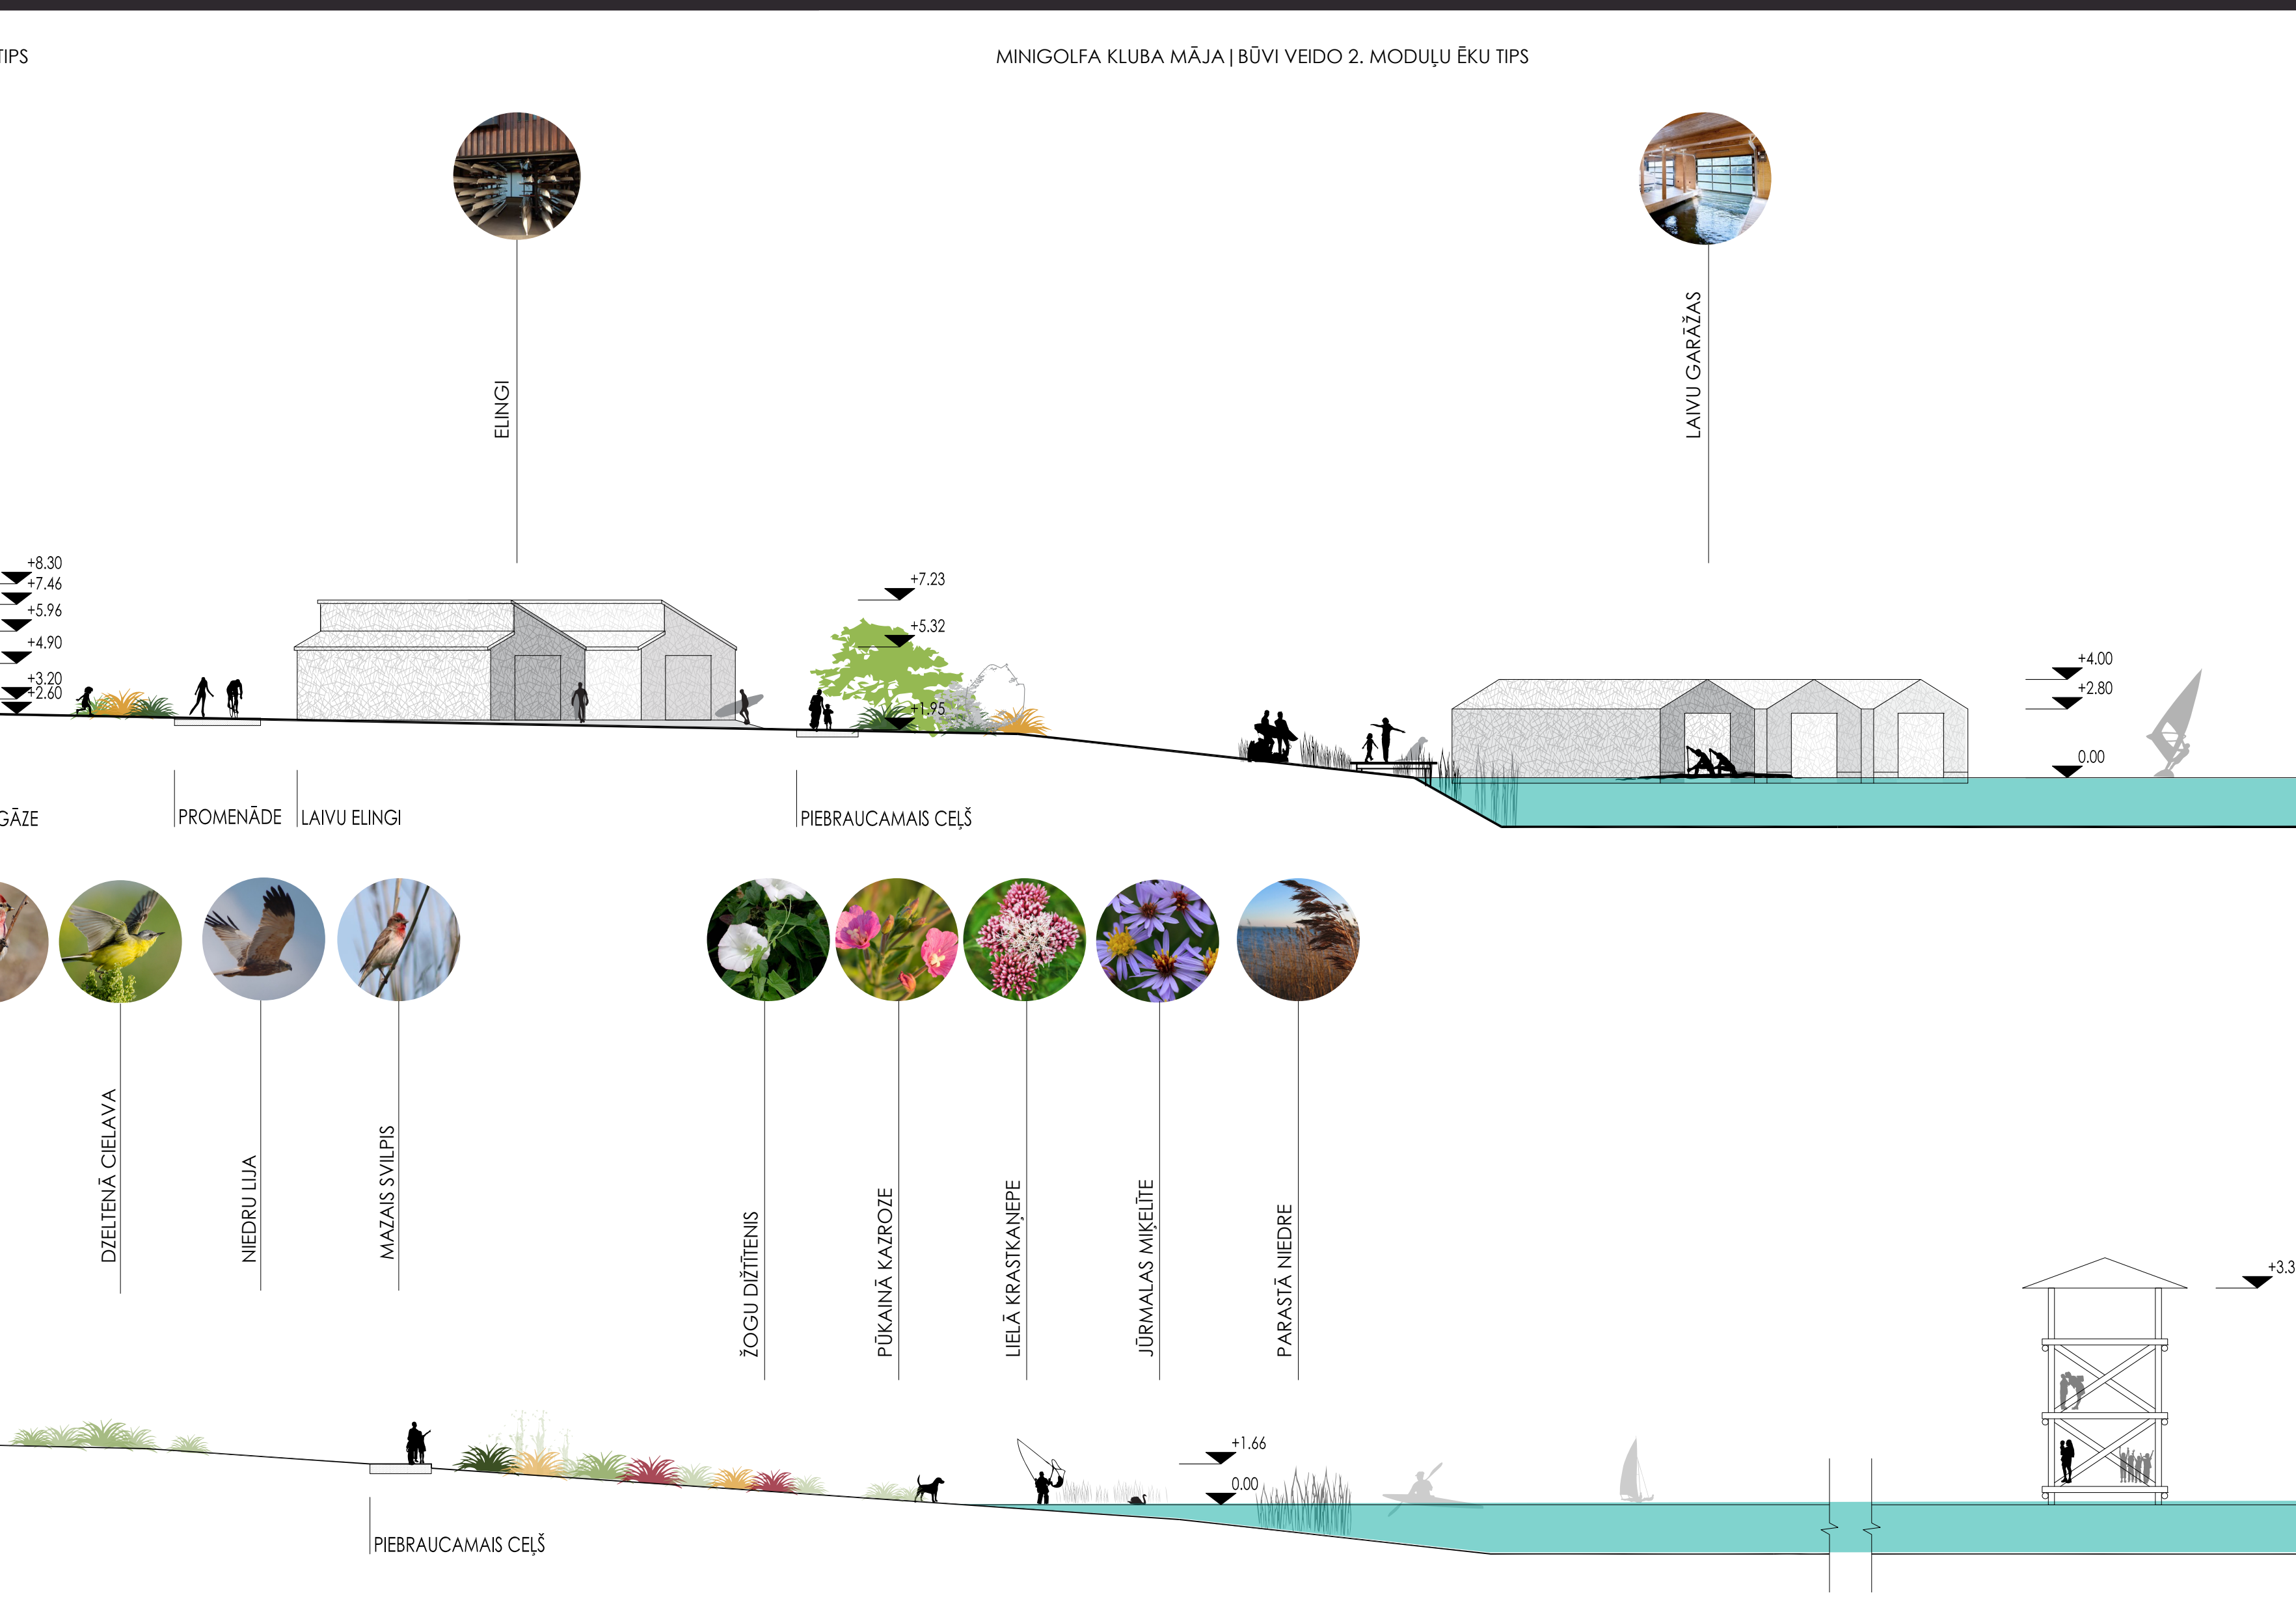 TIPS
MINIGOLFA KLUBA MĀJA | BŪVI VEIDO 2. MODUĻU ĒKU TIPS
ELINGI
LAIVU GARĀŽAS
+8.30
+7.46
+5.96
+4.90
+3.20
+2.60
+7.23
+5.32
+1.95
+4.00
+2.80
0.00
GĀZE
PROMENĀDE
LAIVU ELINGI
PIEBRAUCAMAIS CEĻŠ
DZELTENĀ CIELAVA
NIEDRU LIJA
MAZAIS SVILPIS
ŽOGU DIŽTĪTENIS
PŪKAINĀ KAZROZE
LIELĀ KRASTKAŅEPE
JŪRMALAS MIĶELĪTE
PARASTĀ NIEDRE
+3.3
+1.66
0.00
PIEBRAUCAMAIS CEĻŠ